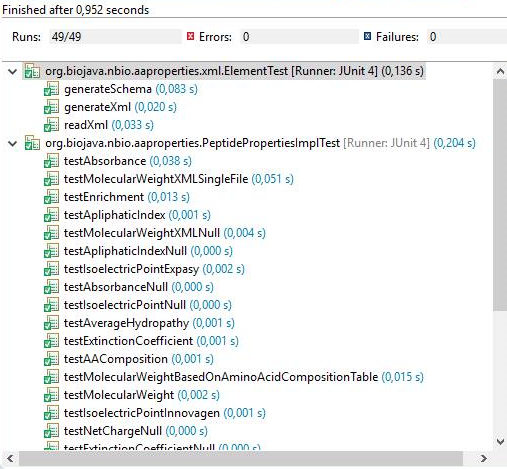 Finished after 0,952 seconds
Runs: 49/49 Errors: 0 Failures: 0
org.biojava.nbio.aaproperties.xml.ElementTest [Runner: JUnit 4] (0,136 s)
generateSchema (0,083 s)
generateXml (0,020 s)
readXml (0,033 s)
org.biojava.nbio.aaproperties.PeptidePropertiesImplTest [Runner: JUnit 4] (0,204 s)
testAbsorbance (0,038 s)
testMolecularWeightXMLSingleFile (0,051 s)
testEnrichment (0,013 s)
testApliphaticIndex (0,001 s)
testMolecularWeightXMLNull (0,004 s)
testApliphaticIndexNull (0,000 s)
testIsoelectricPointExpasy (0,002 s)
testAbsorbanceNull (0,000 s)
testIsoelectricPointNull (0,000 s)
testAverageHydropathy (0,001 s)
testExtinctionCoefficient (0,001 s)
testAAComposition (0,001 s)
testMolecularWeightBasedOnAminoAcidCompositionTable (0,015 s)
testMolecularWeight (0,002 s)
testIsoelectricPointInnovagen (0,001 s)
testNetChargeNull (0,000 s)
testExtinctionCoefficientNull (0,000 s)